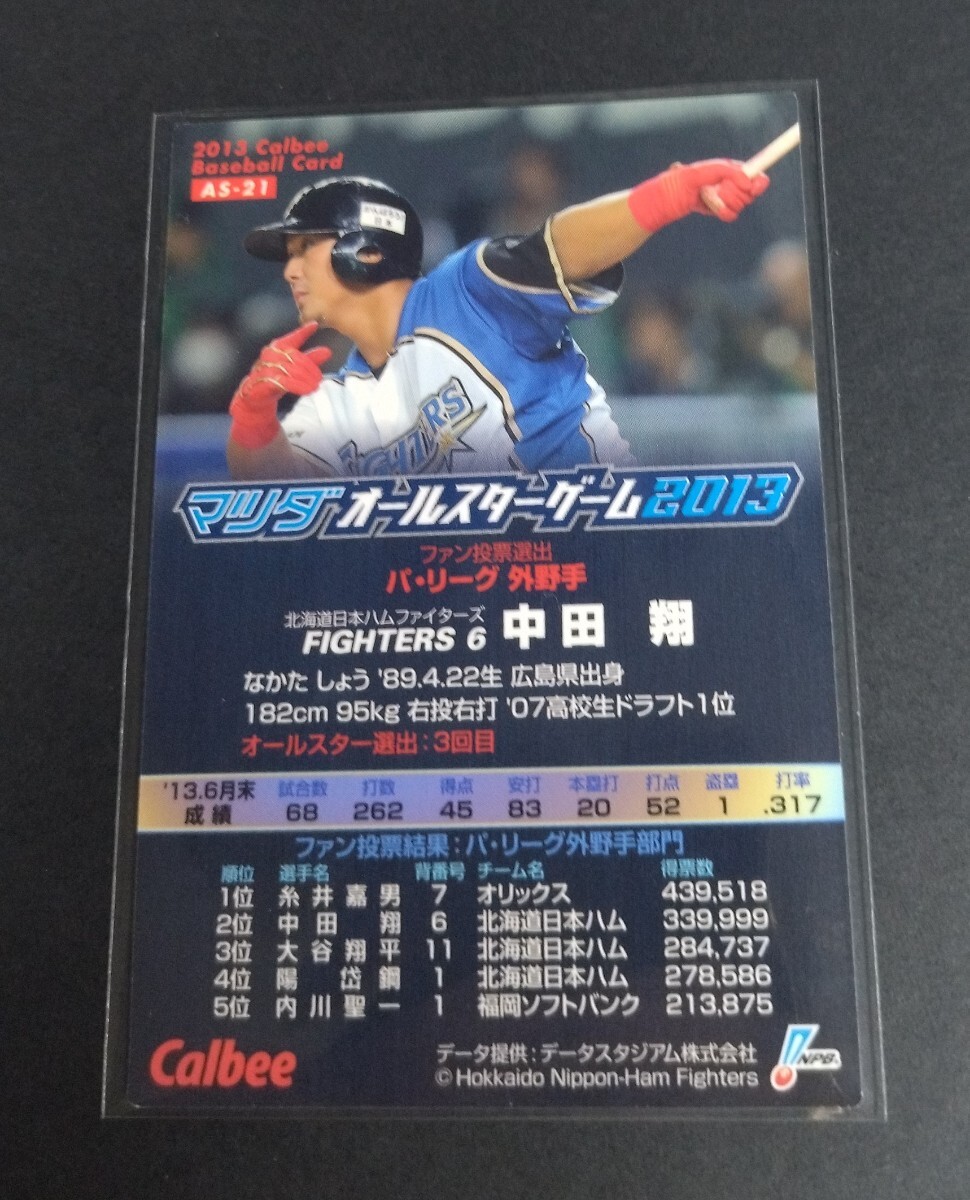 2013 Calbee
Baseball Card
AS-21
がんばろう!
日本
FIGHTERS
マツダオールスターゲーム2013
ファン投票選出
パ・リーグ 外野手
北海道日本ハムファイターズ
FIGHTERS 6 中田 翔
なかた しょう '89.4.22生 広島県出身
182cm 95kg 右投右打 '07高校生ドラフト1位
オールスター選出:3回目
'13.6月末 試合数 打数 得点 安打 本塁打 打点 盗塁 打率
成績 68 262 45 83 20 52 1 .317
ファン投票結果:パ・リーグ外野手部門
順位 選手名 背番号 チーム名 得票数
1位 糸井嘉男 7 オリックス 439,518
2位 中田翔 6 北海道日本ハム 339,999
3位 大谷翔平 11 北海道日本ハム 284,737
4位 陽岱鋼 1 北海道日本ハム 278,586
5位 内川聖一 1 福岡ソフトバンク 213,875
Calbee
データ提供:データスタジアム株式会社
©Hokkaido Nippon-Ham Fighters
NPB